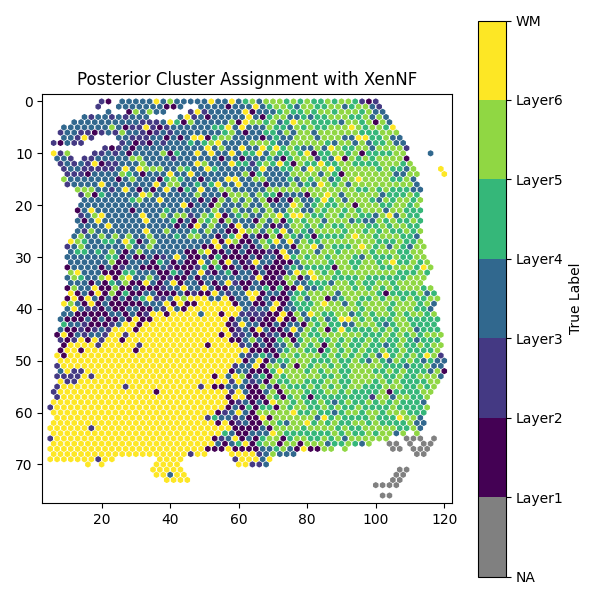 Posterior Cluster Assignment with XenNF
0
10
20
30
40
50
60
70
20
40
60
80
100
120
WM
Layer6
Layer5
Layer4
Layer3
Layer2
Layer1
NA
True Label